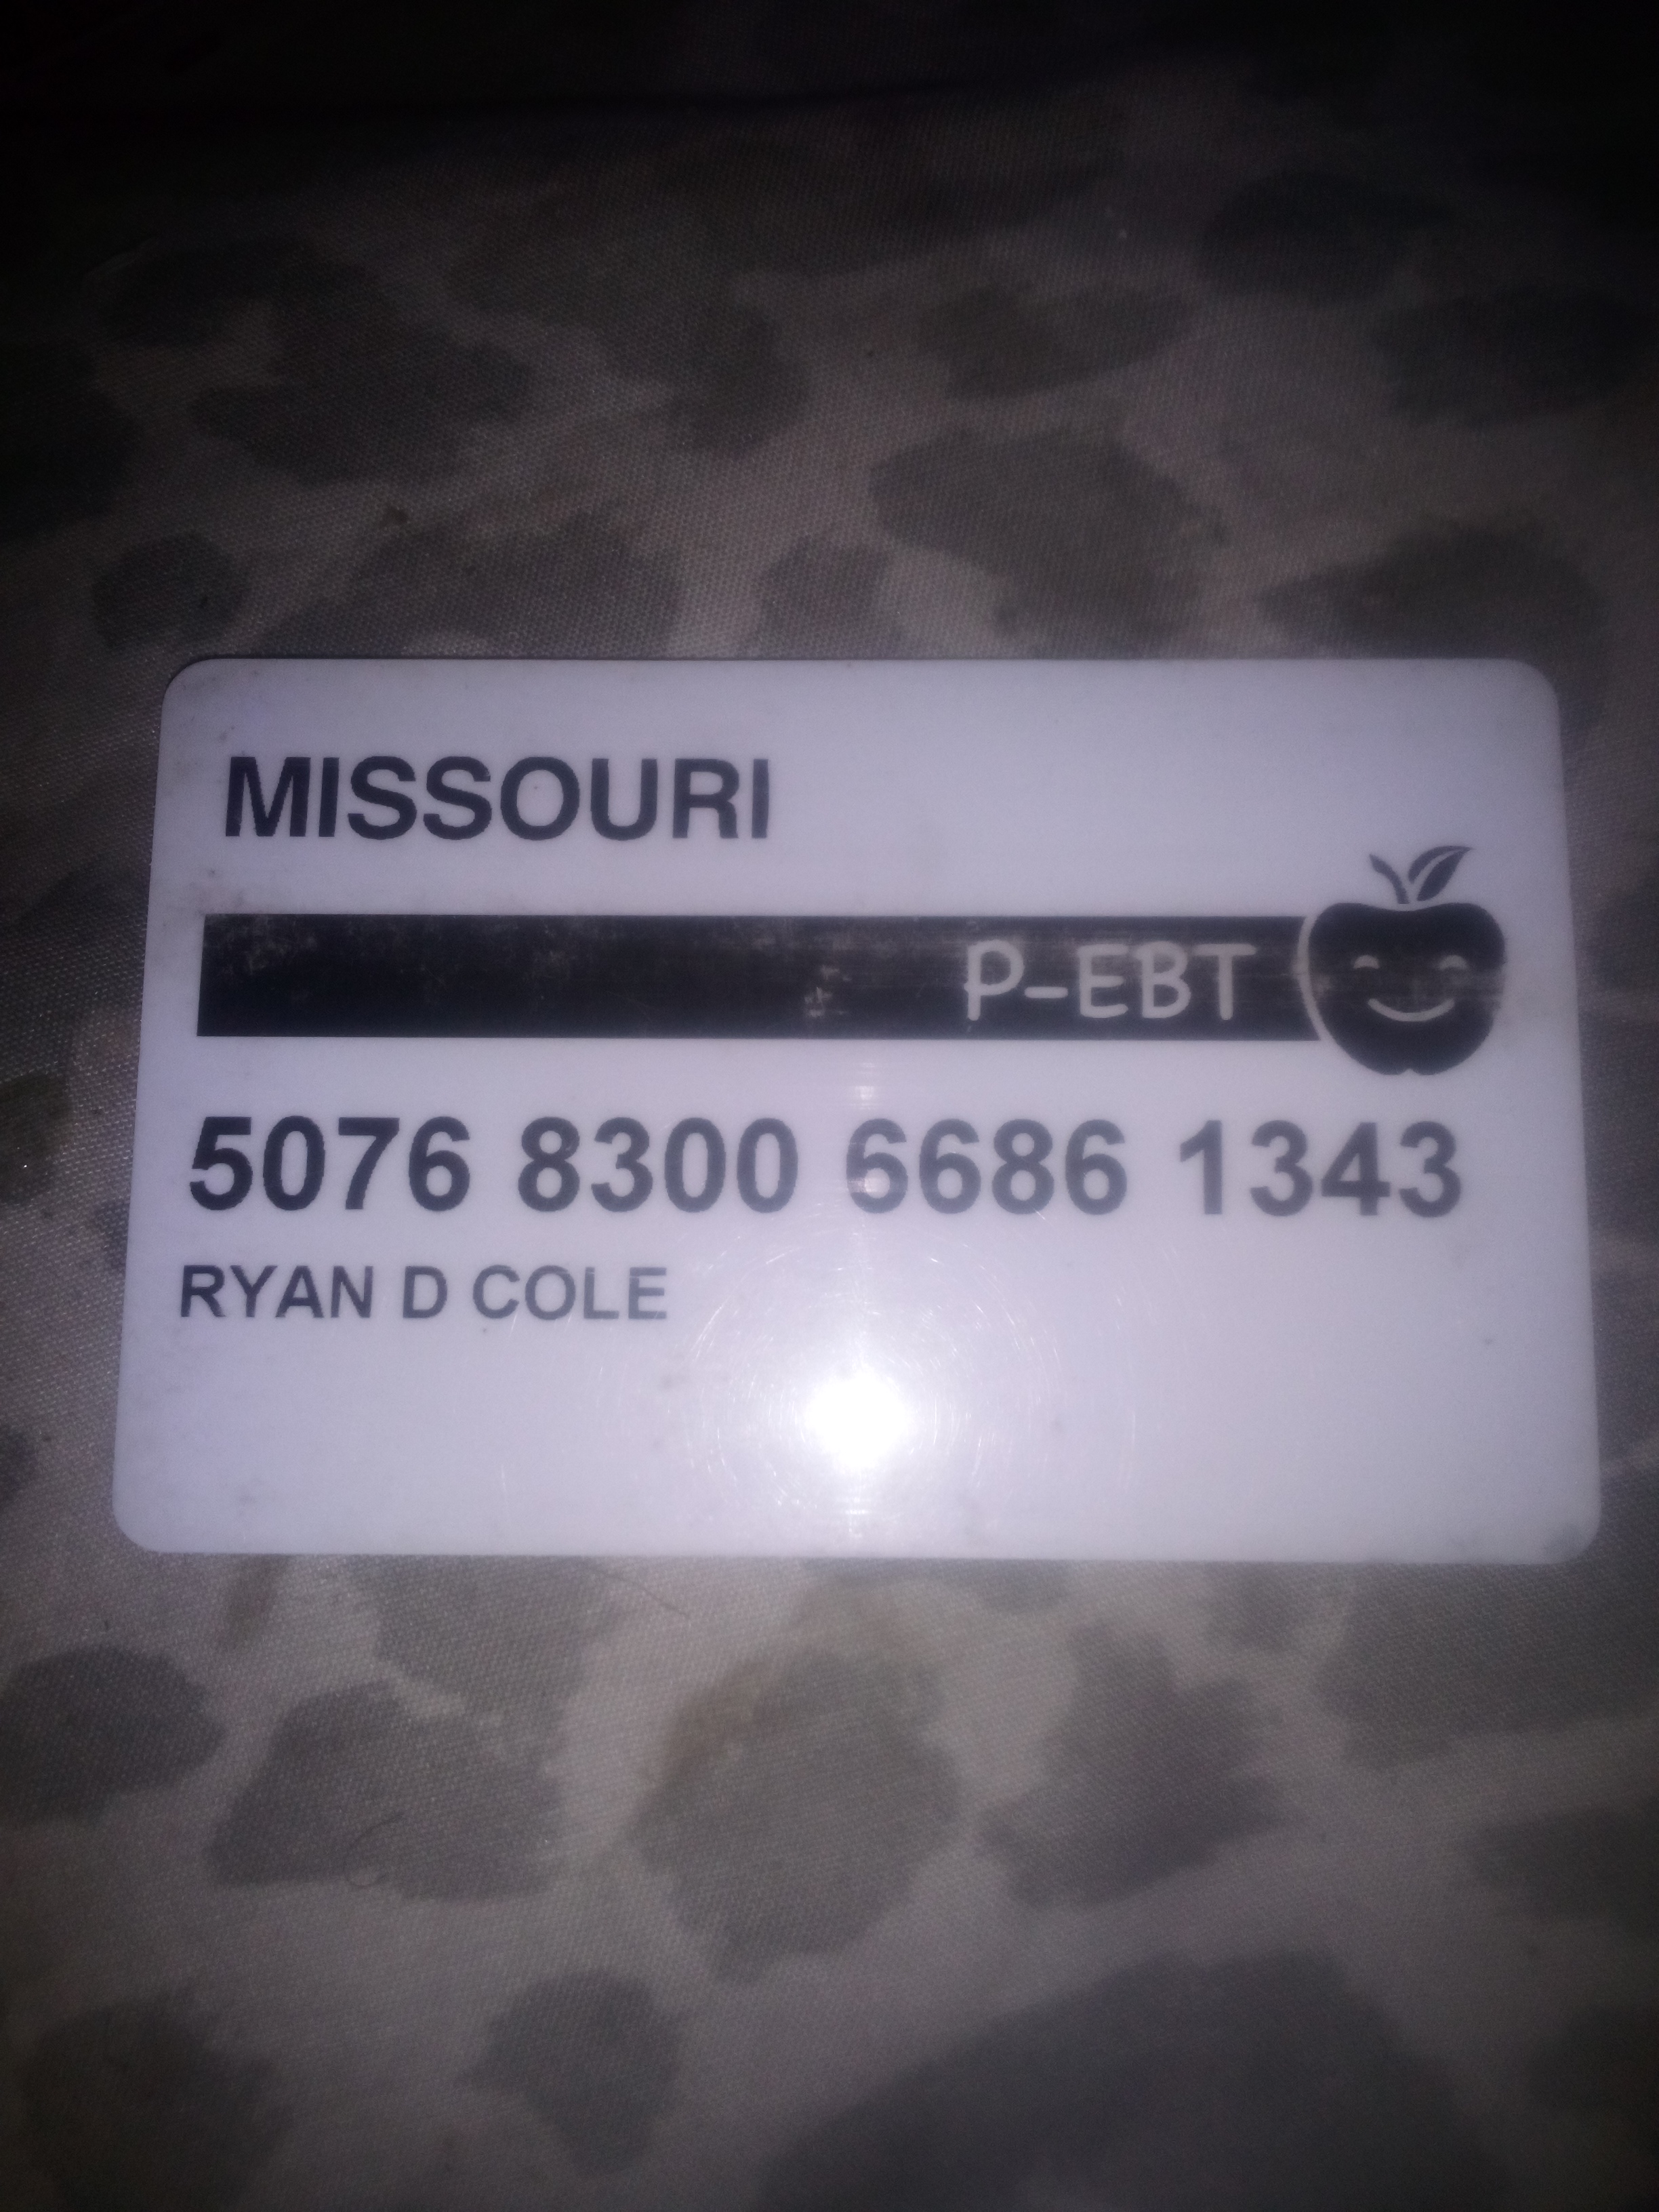 MISSOURI
P-EBT
5076 8300 6686 1343
RYAN D COLE